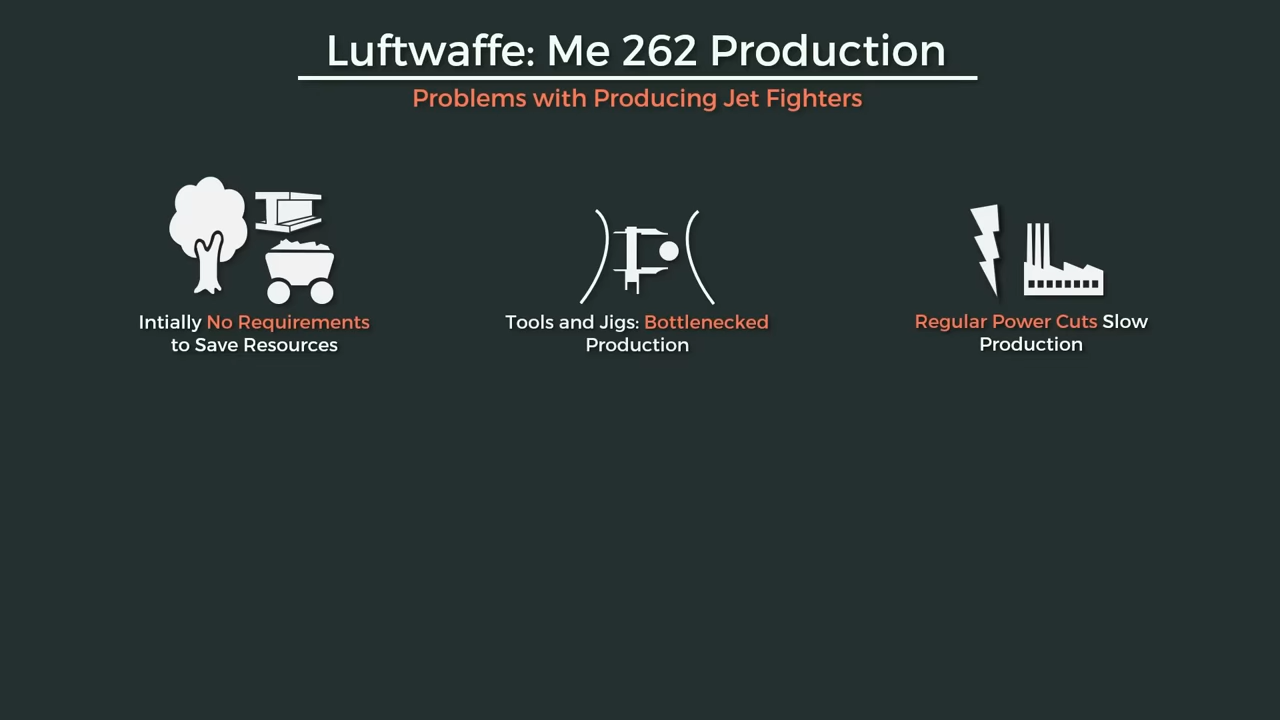 Luftwaffe: Me 262 Production
Problems with Producing Jet Fighters
Intially No Requirements
to Save Resources
Tools and Jigs: Bottlenecked
Production
Regular Power Cuts Slow
Production